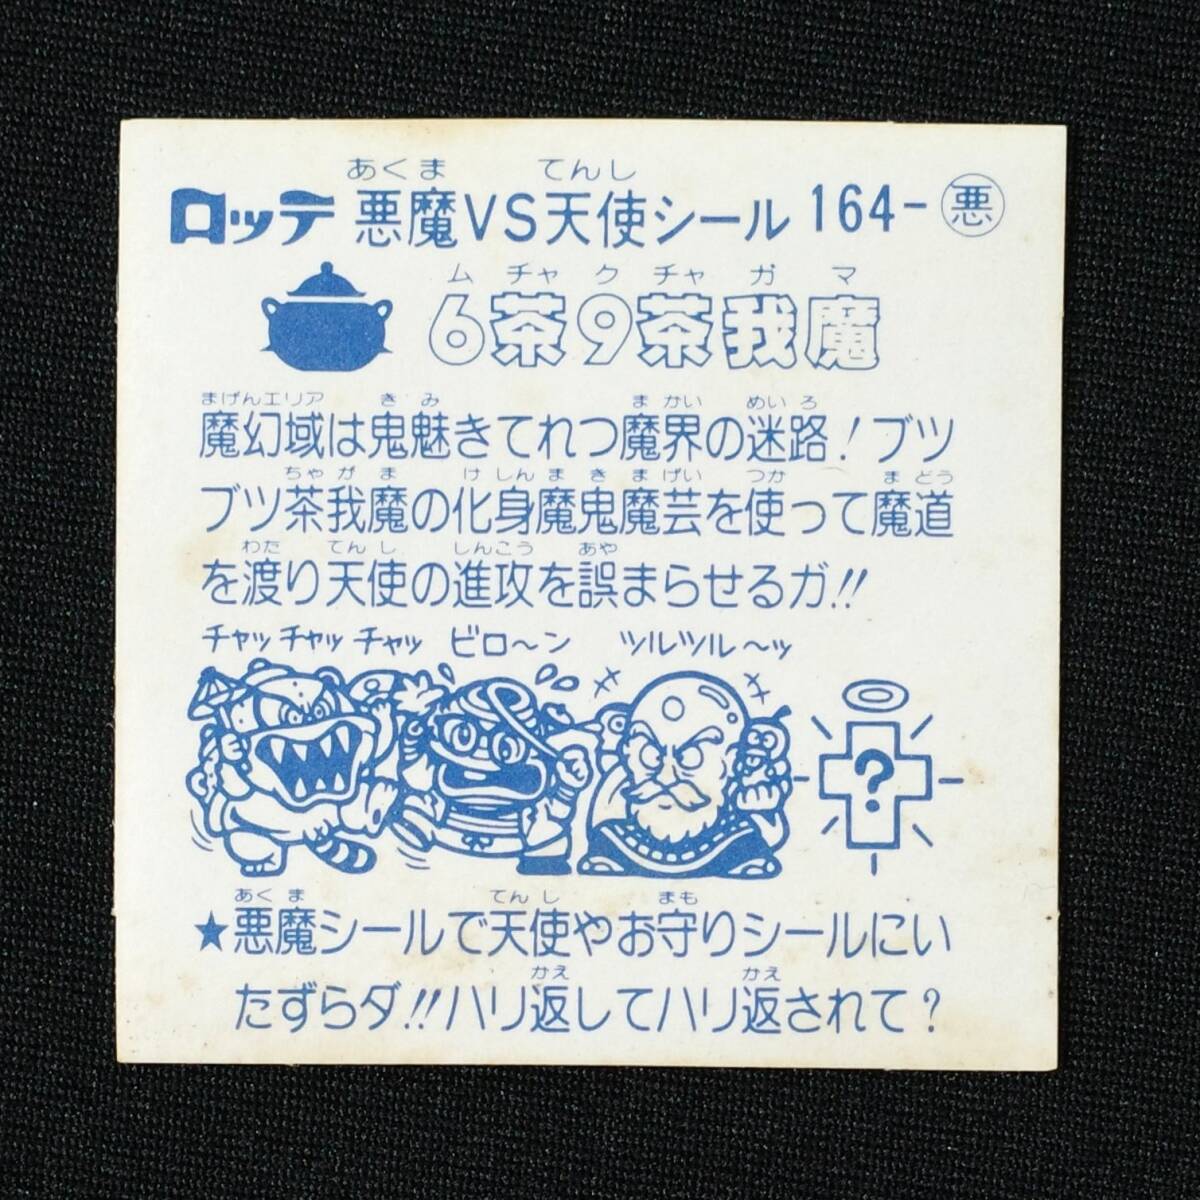 あくま てんし
ロッテ 悪魔VS天使シール 164-悪
ム チャ ク チャ ガ マ
6茶9茶我魔
まげんエリア き み ま かい めい ろ
魔幻域は鬼魅きてれつ魔界の迷路！ブツ
ちゃ が ま け しん ま き ま げい つか ま どう
ブツ茶我魔の化身魔鬼魔芸を使って魔道
わた てん し しんこう あや
を渡り天使の進攻を誤まらせるガ!!
チャッ チャッ チャッ ビロ〜ン ツルツル〜ッ
?
あく ま てん し まも
★悪魔シールで天使やお守りシールにい
かえ かえ
たずらダ!!ハリ返してハリ返されて？